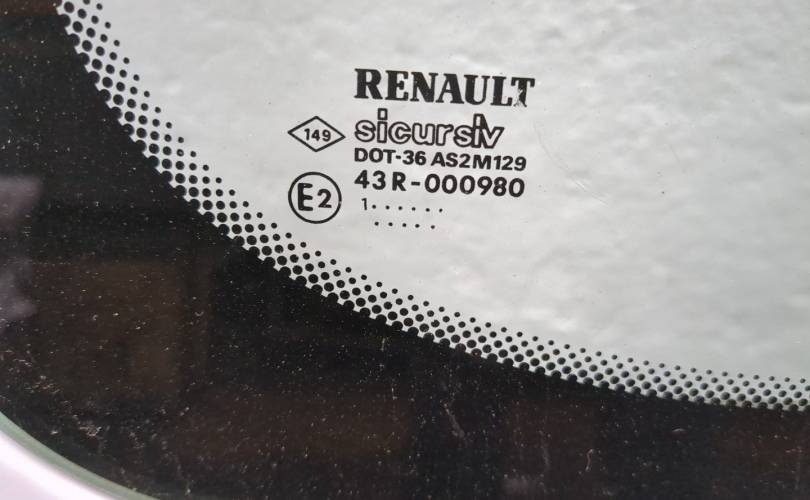 RENAULT
149
sicursiv
DOT-36 AS2M129
E2
43R-000980
1......
.....